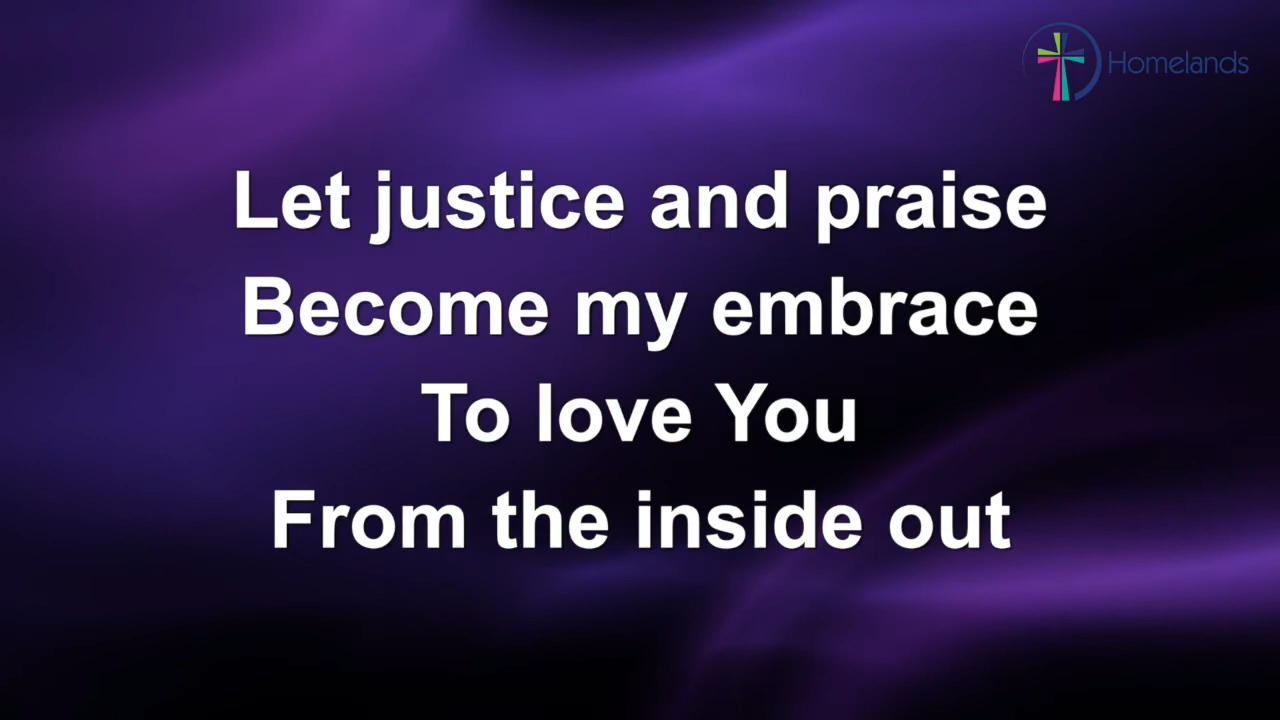 Homelands
Let justice and praise
Become my embrace
To love You
From the inside out